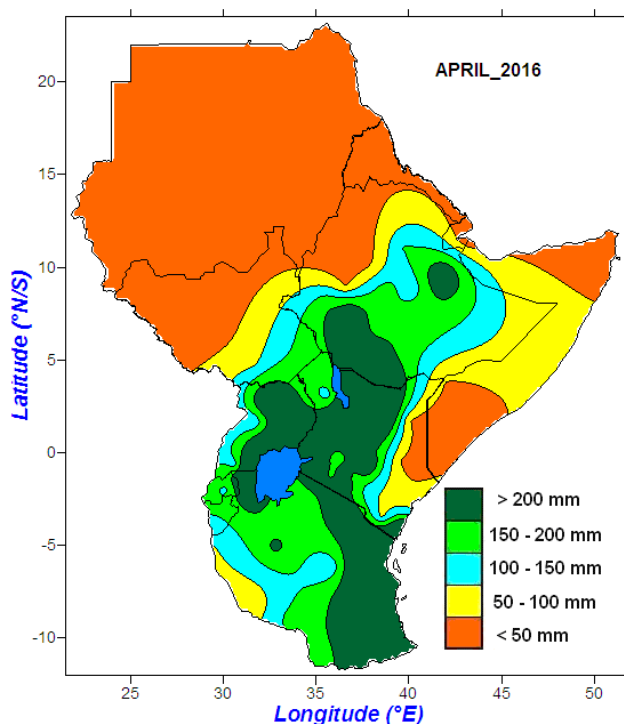 APRIL_2016
20
15
10
5
0
-5
-10
Latitude (°N/S)
> 200 mm
150 - 200 mm
100 - 150 mm
50 - 100 mm
< 50 mm
25 30 35 40 45 50
Longitude (°E)